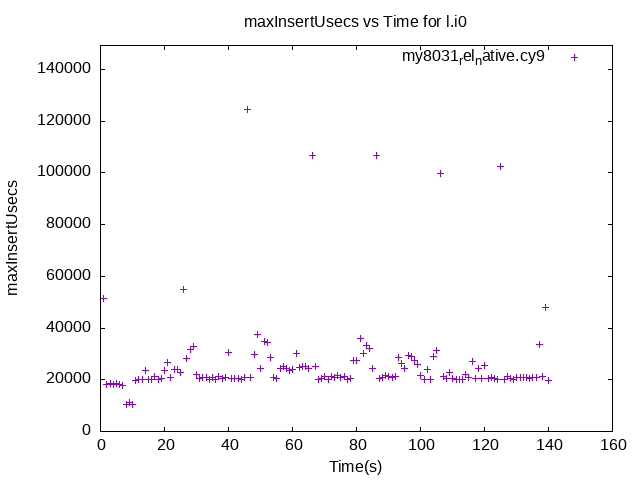 maxInsertUsecs vs Time for l.i0
my8031relnative.cy9
140000
120000
100000
80000
60000
40000
20000
0
maxInsertUsecs
0 20 40 60 80 100 120 140 160
Time(s)